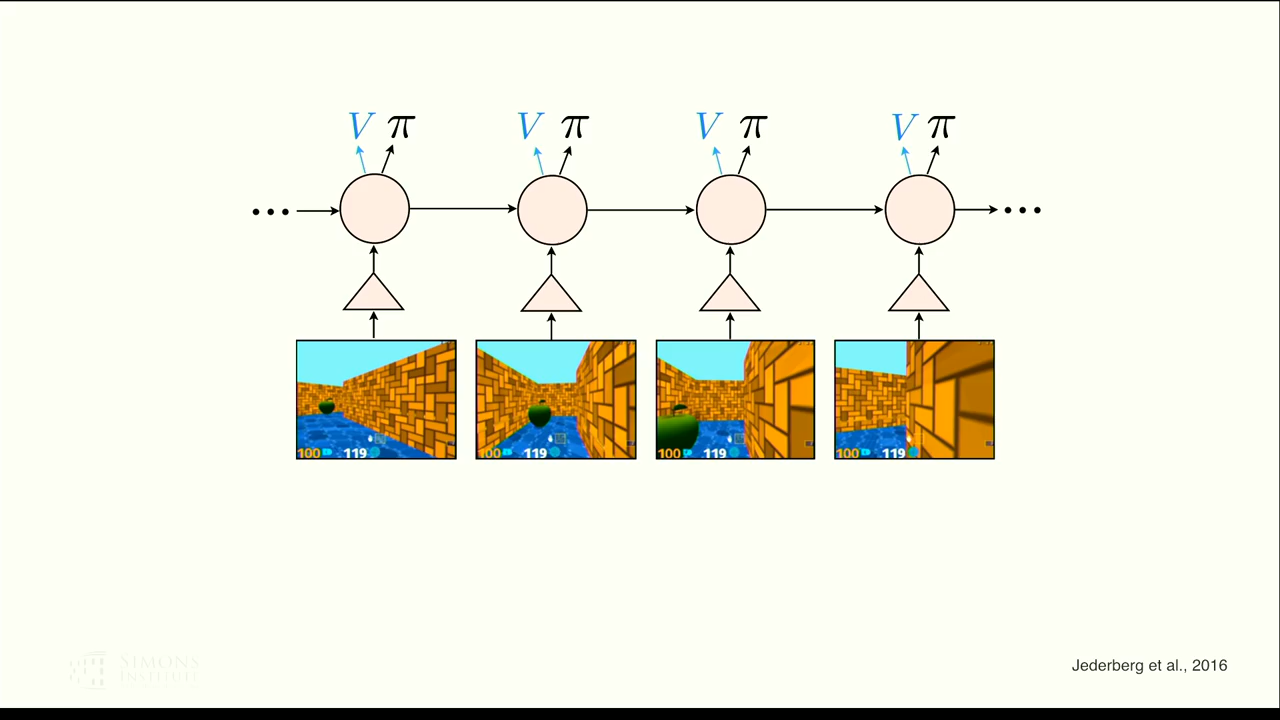 V π V π V π V π
100 119 100 119 100 119 100 119
SIMONS
INSTITUTE
Jederberg et al., 2016